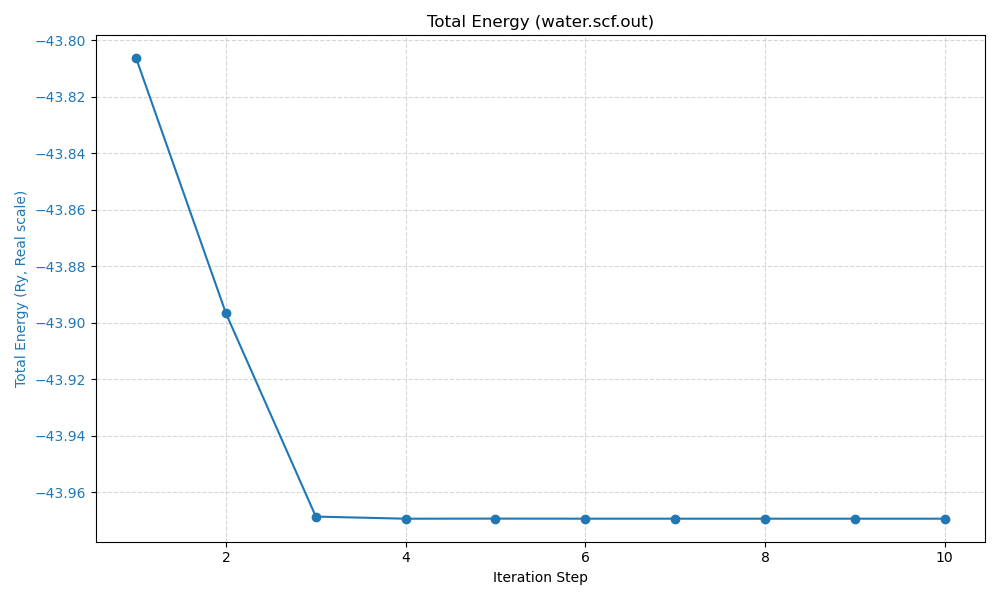 Total Energy (water.scf.out)
Total Energy (Ry, Real scale)
−43.80
−43.82
−43.84
−43.86
−43.88
−43.90
−43.92
−43.94
−43.96
2 4 6 8 10
Iteration Step